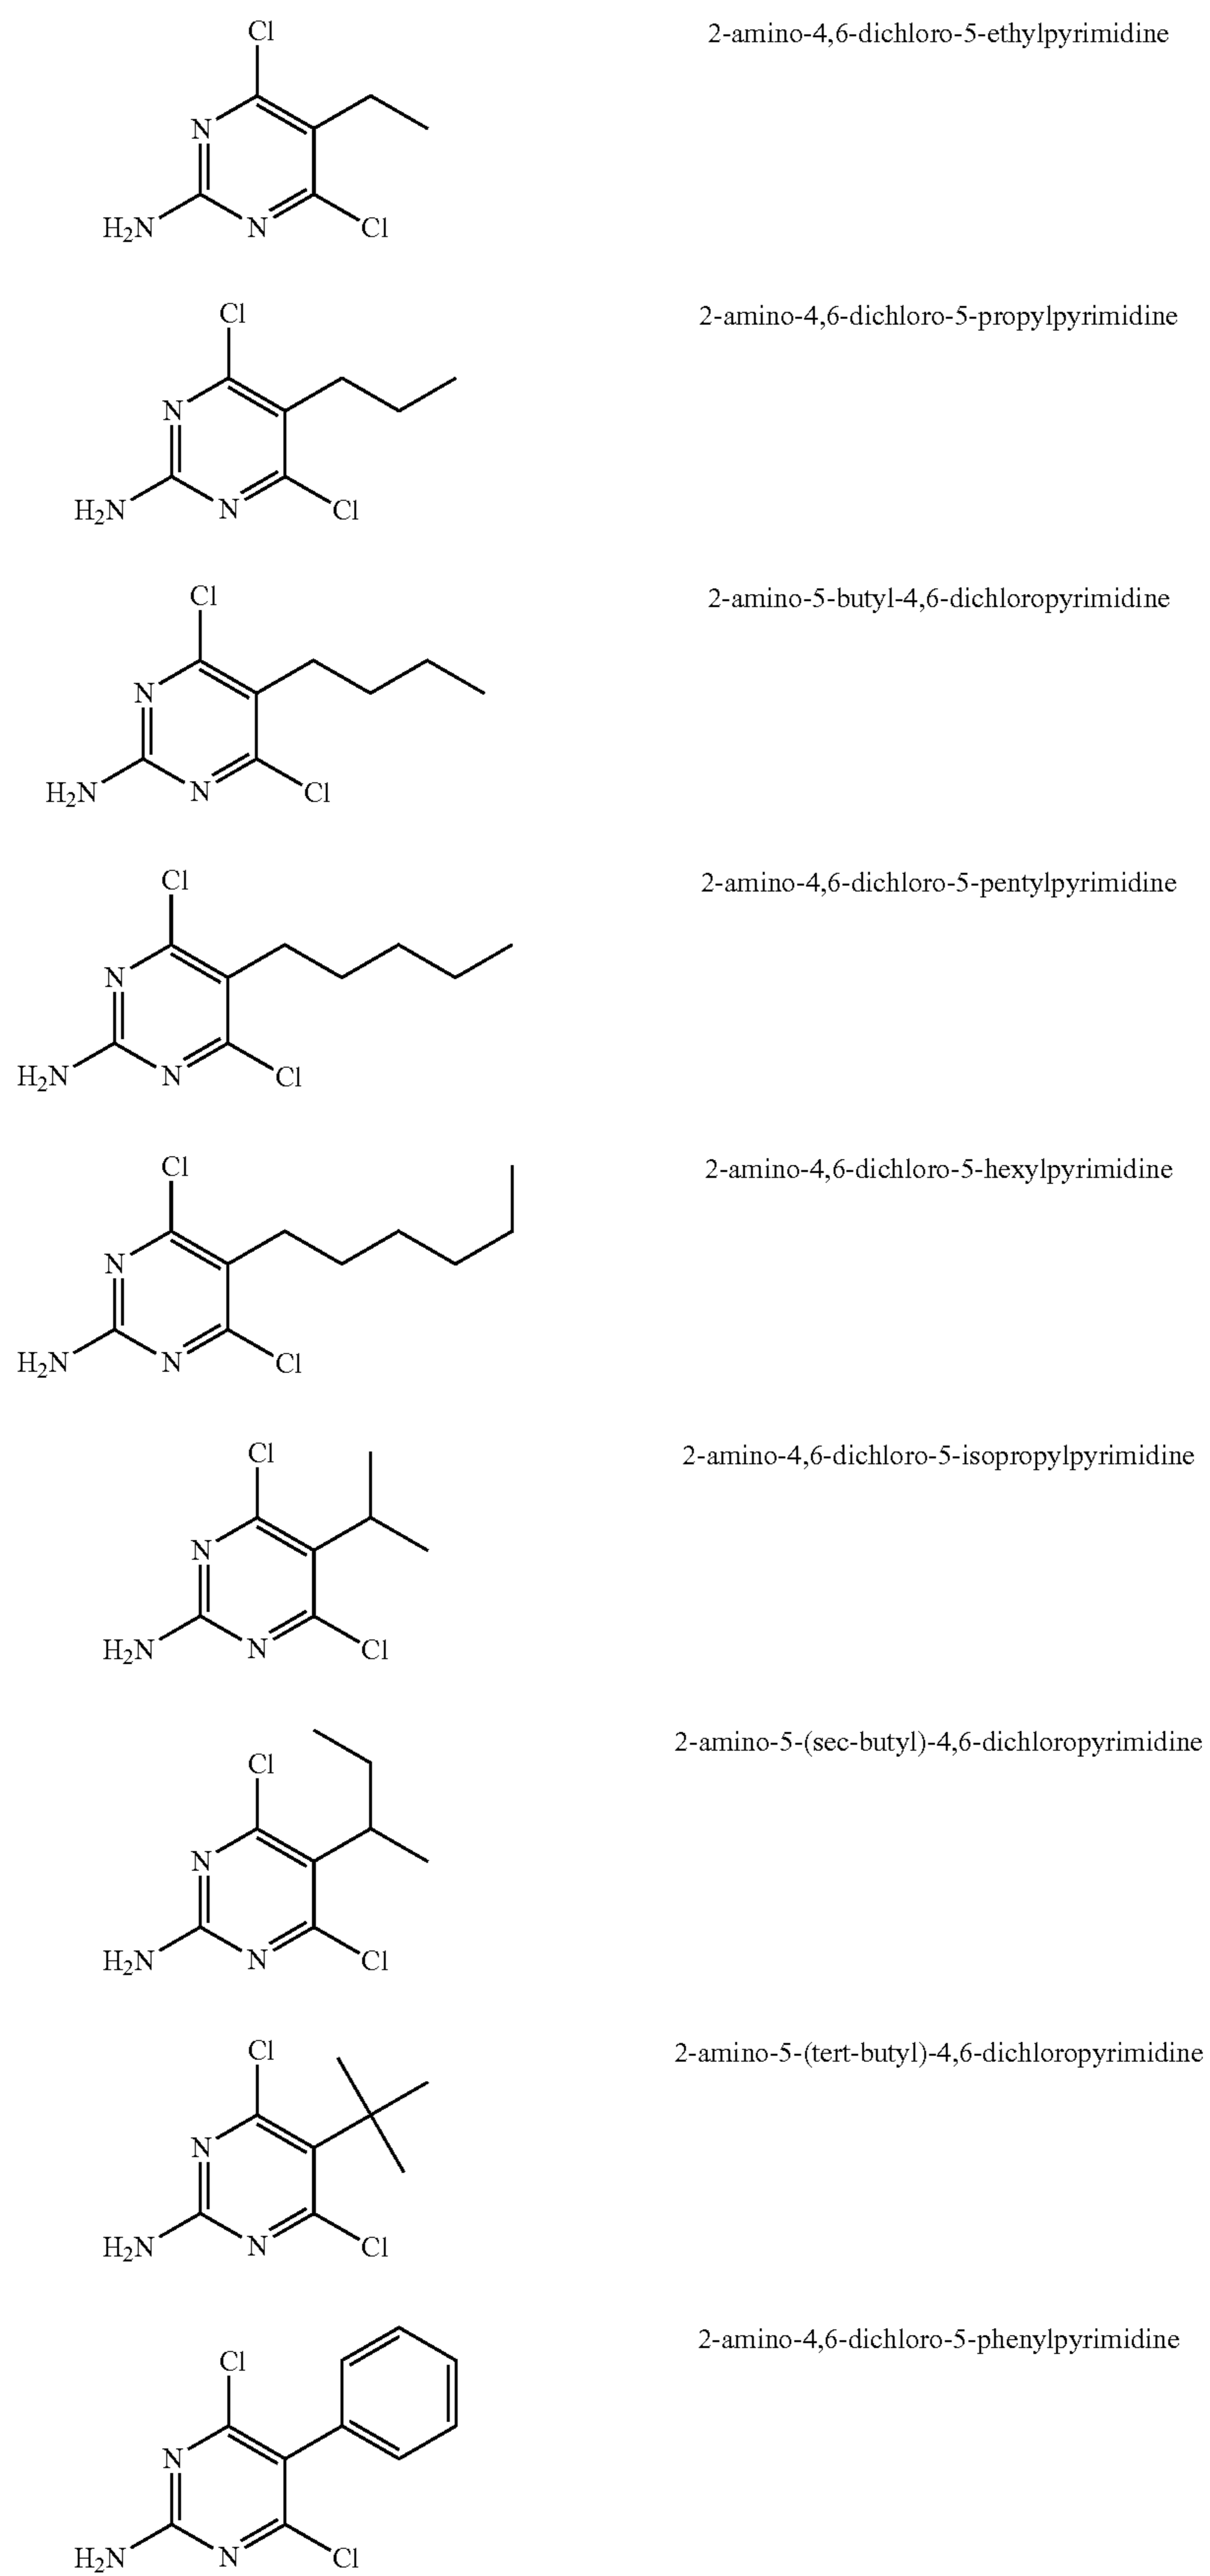 Cl
2-amino-4,6-dichloro-5-ethylpyrimidine
N
H₂N
N
Cl
Cl
2-amino-4,6-dichloro-5-propylpyrimidine
N
H₂N
N
Cl
Cl
2-amino-5-butyl-4,6-dichloropyrimidine
N
H₂N
N
Cl
Cl
2-amino-4,6-dichloro-5-pentylpyrimidine
N
H₂N
N
Cl
Cl
2-amino-4,6-dichloro-5-hexylpyrimidine
N
H₂N
N
Cl
Cl
2-amino-4,6-dichloro-5-isopropylpyrimidine
N
H₂N
N
Cl
2-amino-5-(sec-butyl)-4,6-dichloropyrimidine
Cl
N
H₂N
N
Cl
Cl
2-amino-5-(tert-butyl)-4,6-dichloropyrimidine
N
H₂N
N
Cl
2-amino-4,6-dichloro-5-phenylpyrimidine
Cl
N
H₂N
N
Cl